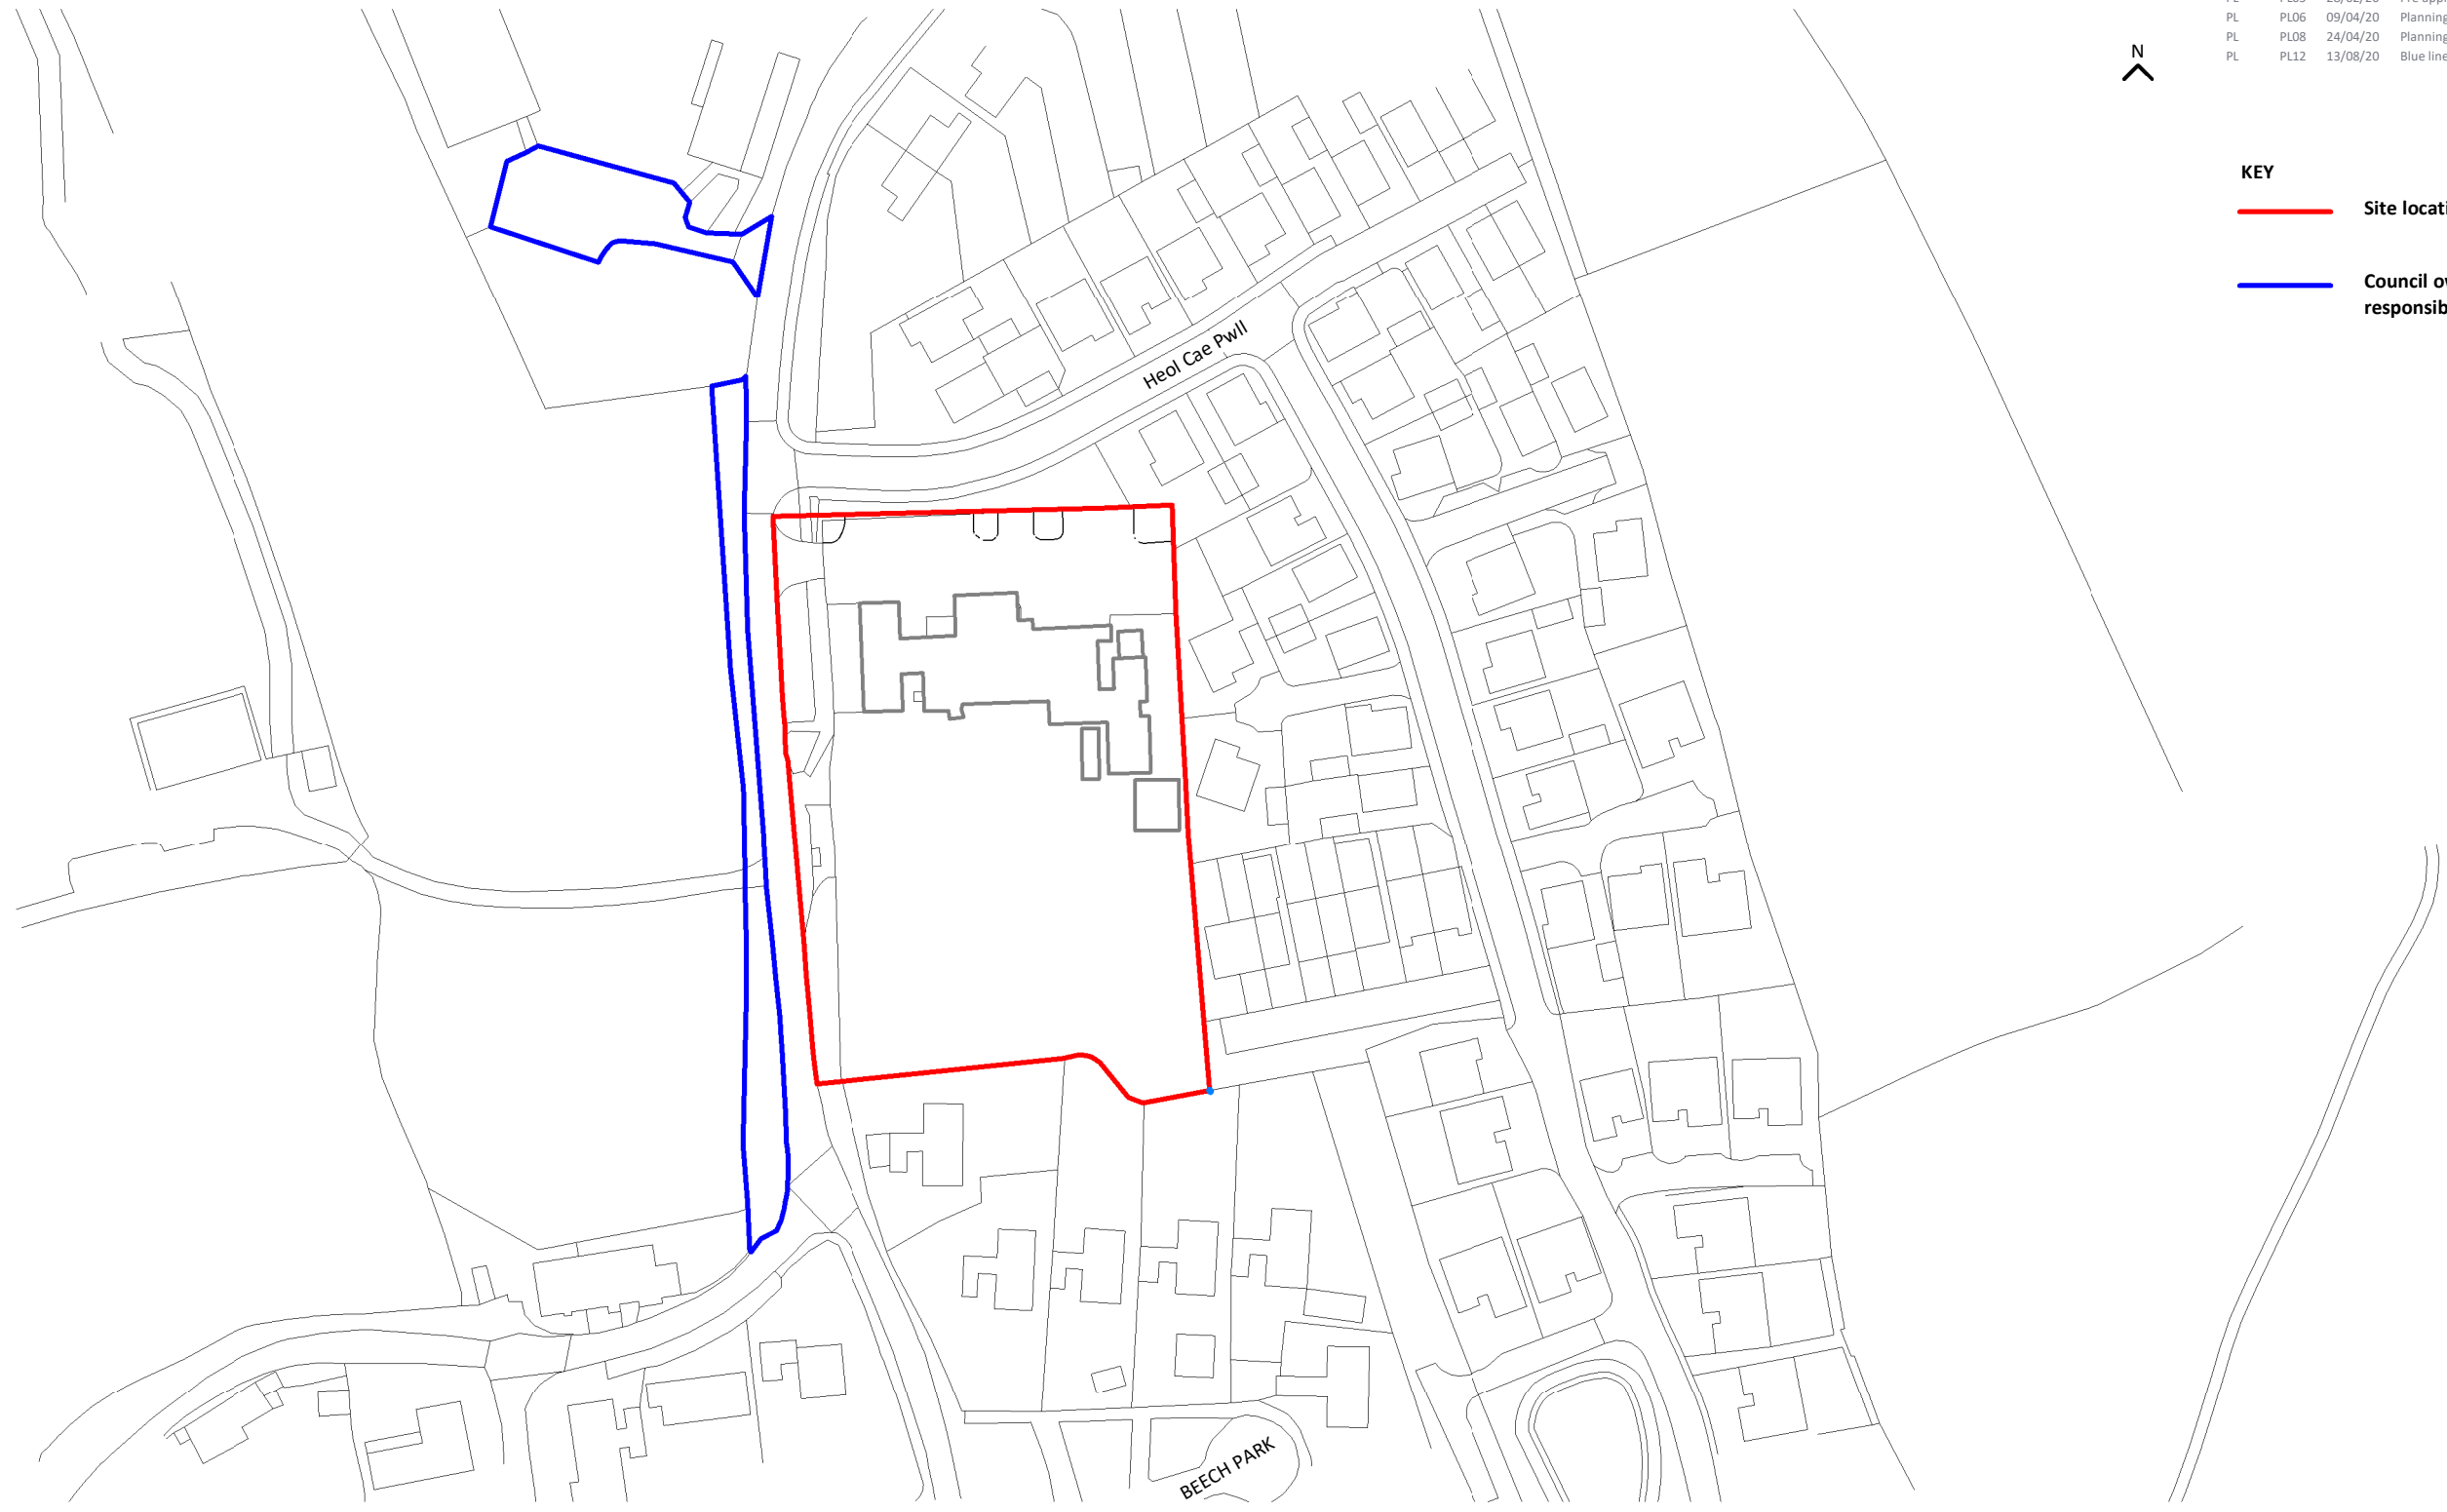 PL PL06 09/04/20 Planning
PL PL08 24/04/20 Planning
PL PL12 13/08/20 Blue line
N
KEY
Site locati
Council ow
responsib
Heol Cae Pwll
BEECH PARK